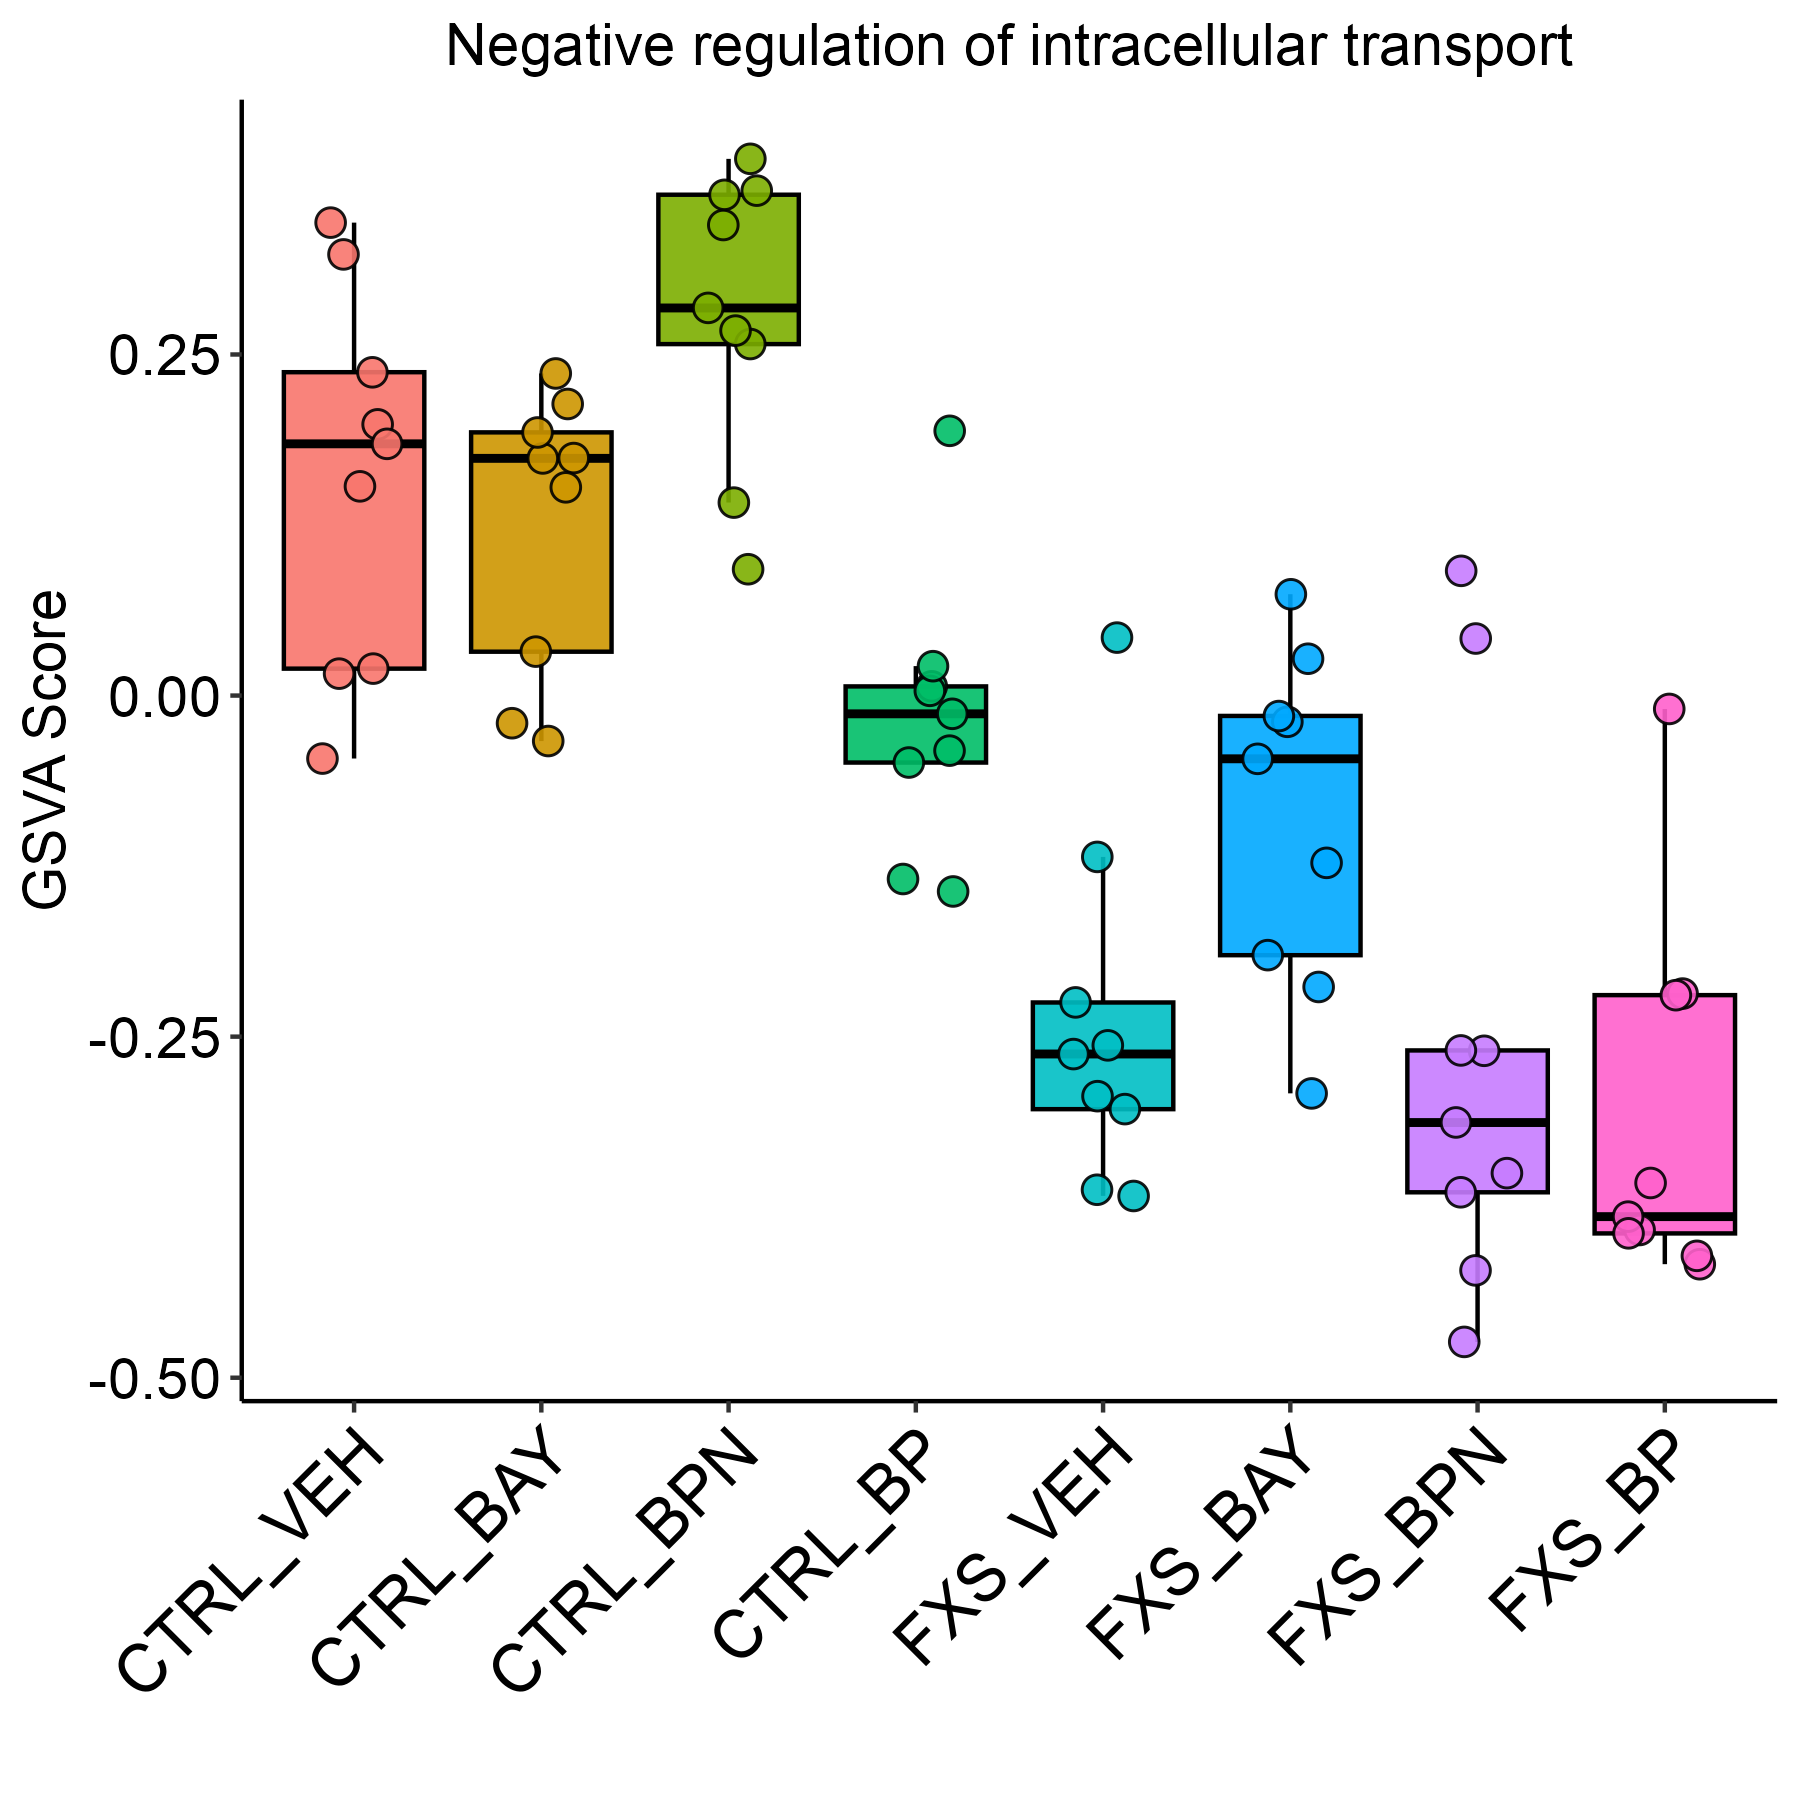 Negative regulation of intracellular transport
GSVA Score
0.25
0.00
-0.25
-0.50
CTRL_VEH
CTRL_BAY
CTRL_BPN
CTRL_BP
FXS_VEH
FXS_BAY
FXS_BPN
FXS_BP